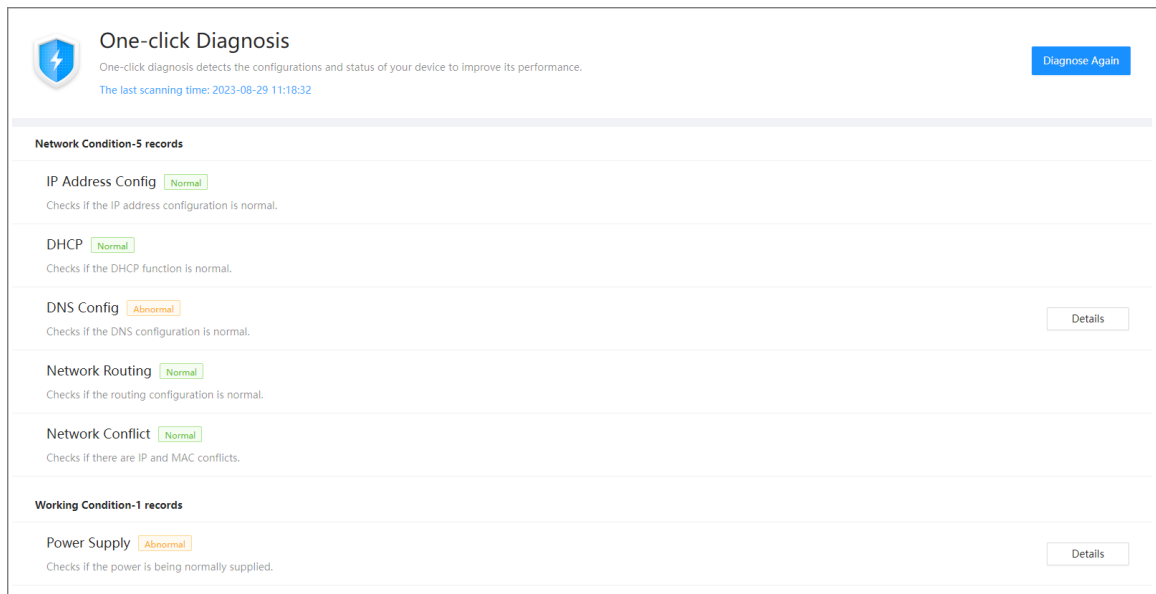 One-click Diagnosis
One-click diagnosis detects the configurations and status of your device to improve its performance.
The last scanning time: 2023-08-29 11:18:32
Diagnose Again
Network Condition-5 records
IP Address Config Normal
Checks if the IP address configuration is normal.
DHCP Normal
Checks if the DHCP function is normal.
DNS Config Abnormal
Checks if the DNS configuration is normal.
Details
Network Routing Normal
Checks if the routing configuration is normal.
Network Conflict Normal
Checks if there are IP and MAC conflicts.
Working Condition-1 records
Power Supply Abnormal
Checks if the power is being normally supplied.
Details